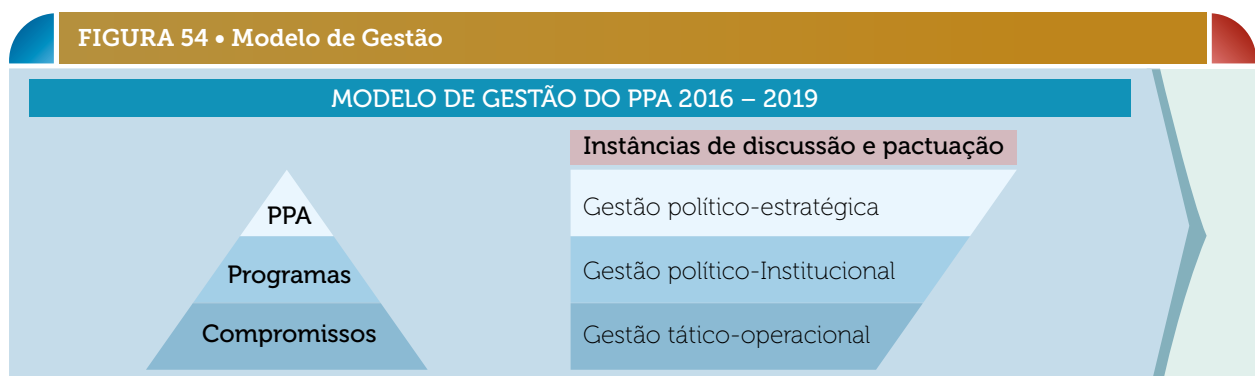 FIGURA 54 • Modelo de Gestão
MODELO DE GESTÃO DO PPA 2016 – 2019
Instâncias de discussão e pactuação
PPA
Gestão político-estratégica
Programas
Gestão político-Institucional
Compromissos
Gestão tático-operacional